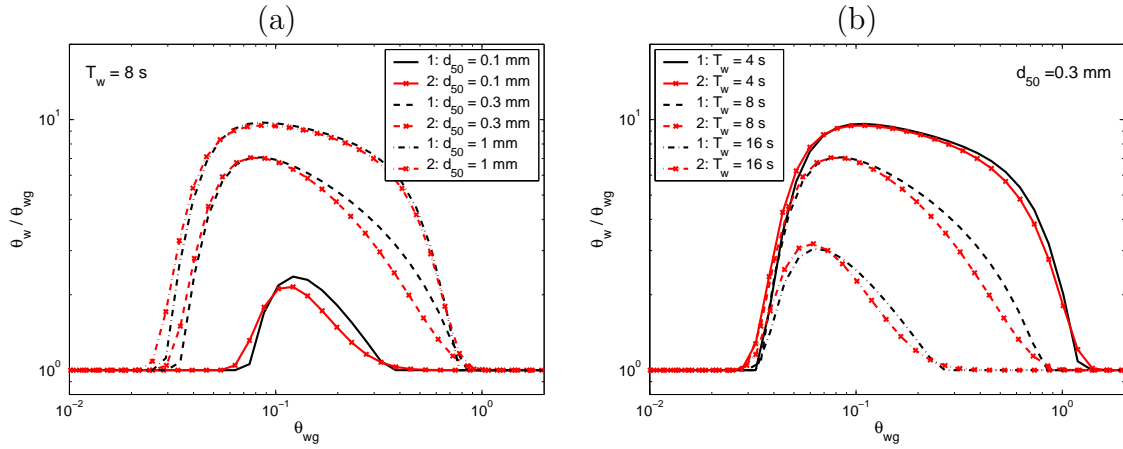 (a)
T_w = 8 s
1: d_50 = 0.1 mm
2: d_50 = 0.1 mm
1: d_50 = 0.3 mm
2: d_50 = 0.3 mm
1: d_50 = 1 mm
2: d_50 = 1 mm
θ_w / θ_wg
10^1
10^0
10^-2
10^-1
10^0
θ_wg
(b)
1: T_w = 4 s
2: T_w = 4 s
1: T_w = 8 s
2: T_w = 8 s
1: T_w = 16 s
2: T_w = 16 s
d_50 =0.3 mm
θ_w / θ_wg
10^1
10^0
10^-2
10^-1
10^0
θ_wg